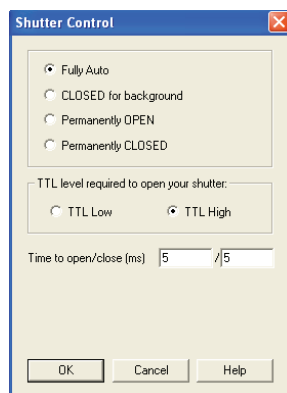 Shutter Control
Fully Auto
CLOSED for background
Permanently OPEN
Permanently CLOSED
TTL level required to open your shutter:
TTL Low TTL High
Time to open/close (ms) 5 / 5
OK Cancel Help